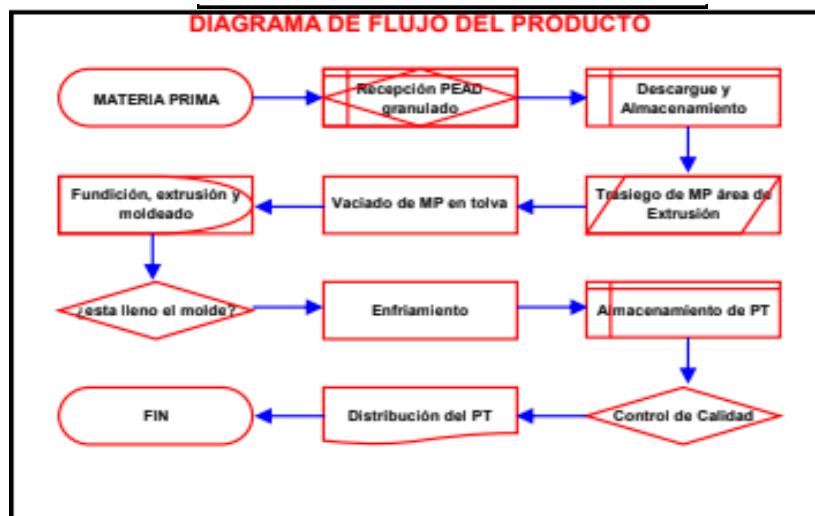 DIAGRAMA DE FLUJO DEL PRODUCTO
MATERIA PRIMA
Recepción PEAD
granulado
Descargue y
Almacenamiento
Fundición, extrusión y
moldeado
Vaciado de MP en tolva
Trasiego de MP área de
Extrusión
¿esta lleno el molde?
Enfriamiento
Almacenamiento de PT
FIN
Distribución del PT
Control de Calidad